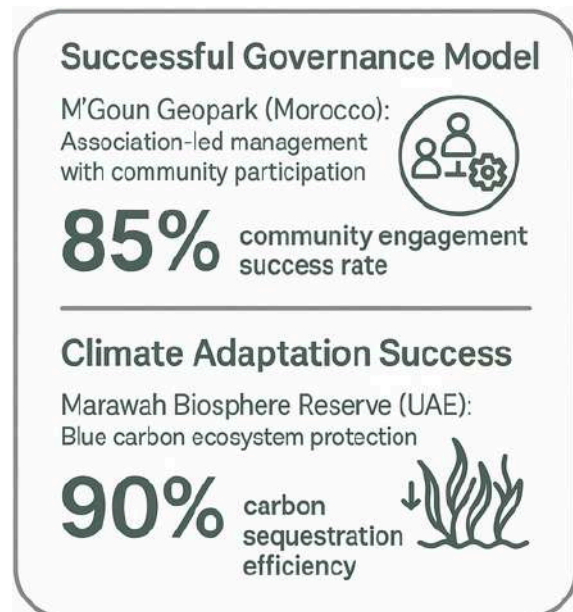 Successful Governance Model
M'Goun Geopark (Morocco):
Association-led management
with community participation
85% community engagement
success rate
Climate Adaptation Success
Marawah Biosphere Reserve (UAE):
Blue carbon ecosystem protection
90% carbon
sequestration
efficiency